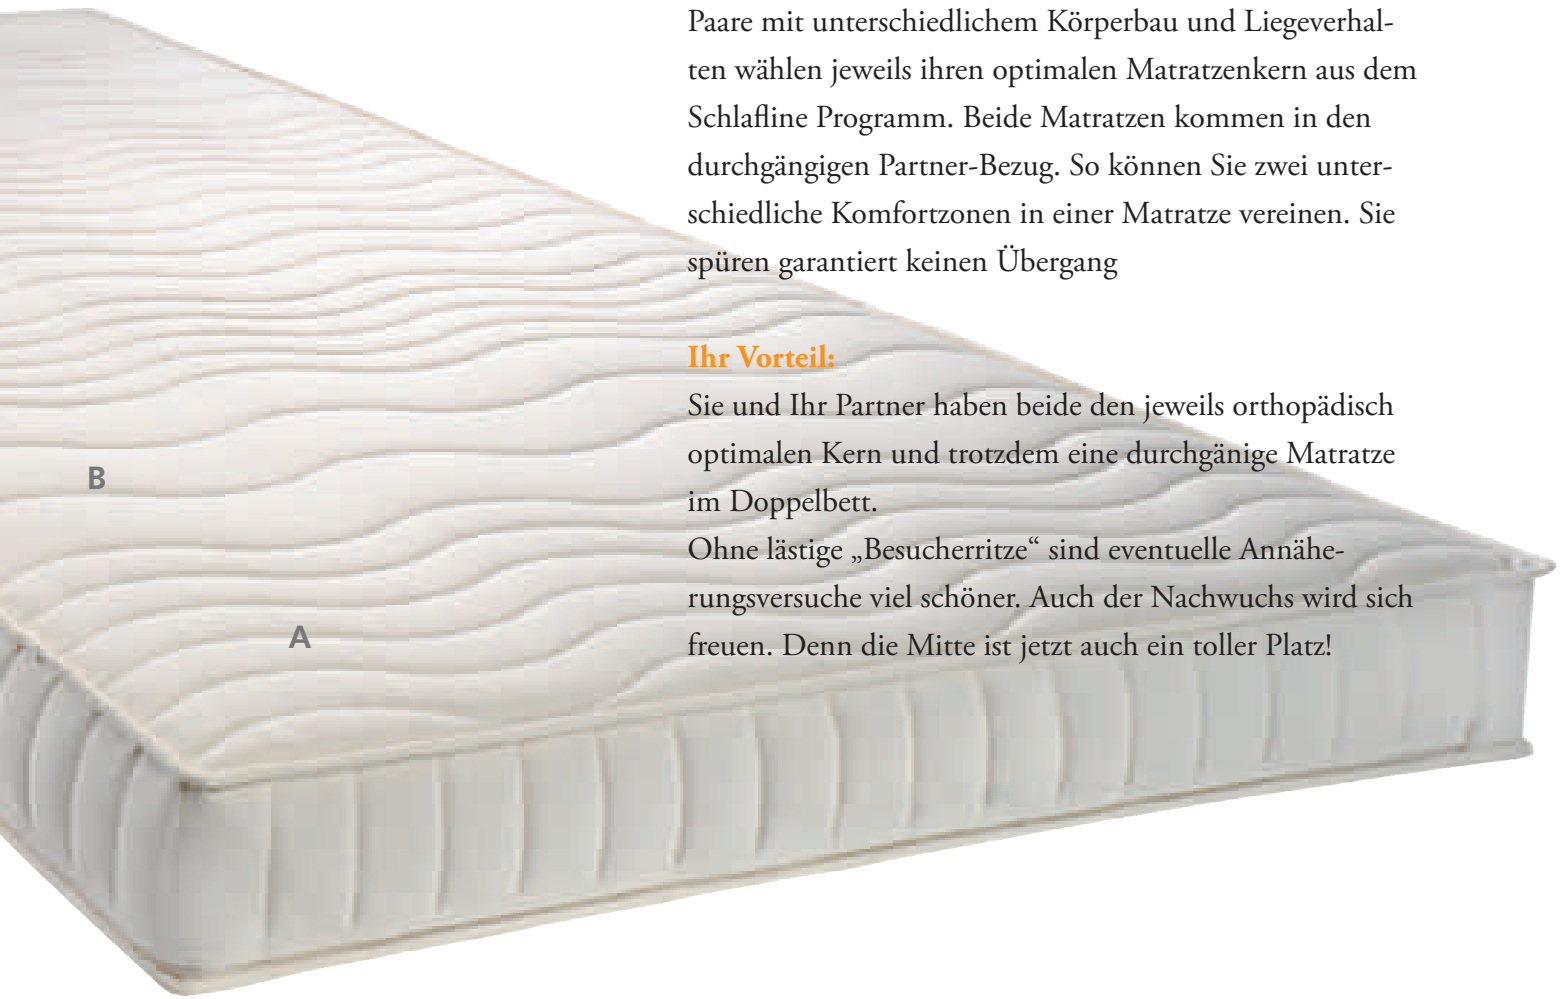 Paare mit unterschiedlichem Körperbau und Liegeverhal-
ten wählen jeweils ihren optimalen Matratzenkern aus dem
Schlafline Programm. Beide Matratzen kommen in den
durchgängigen Partner-Bezug. So können Sie zwei unter-
schiedliche Komfortzonen in einer Matratze vereinen. Sie
spüren garantiert keinen Übergang
Ihr Vorteil:
Sie und Ihr Partner haben beide den jeweils orthopädisch
optimalen Kern und trotzdem eine durchgänige Matratze
im Doppelbett.
Ohne lästige „Besucherritze“ sind eventuelle Annähe-
rungsversuche viel schöner. Auch der Nachwuchs wird sich
freuen. Denn die Mitte ist jetzt auch ein toller Platz!
B
A